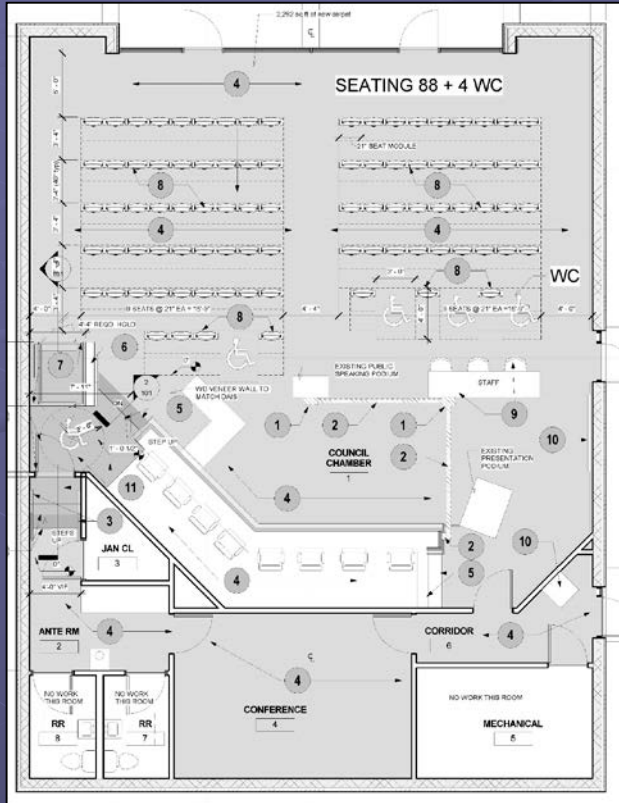 2,292 sq ft of new carpet
SEATING 88 + 4 WC
4
21" SEAT MODULE
8
8
4
4
8
WC
9 SEATS @ 21" EA = 15'-9"
4'-0"
4'-4"
4'-0"
8
6
7
EXISTING PUBLIC
SPEAKING PODIUM
STAFF
WD VENEER WALL TO
MATCH DAIS
5
1
2
1
9
2
10
STEP UP
COUNCIL
CHAMBER
1
EXISTING
PRESENTATION
PODIUM
11
4
3
JAN CL
3
2
10
4
5
ANTE RM
2
4
CORRIDOR
6
4
4
NO WORK
THIS ROOM
NO WORK
THIS ROOM
NO WORK THIS ROOM
RR
8
RR
7
CONFERENCE
4
MECHANICAL
5